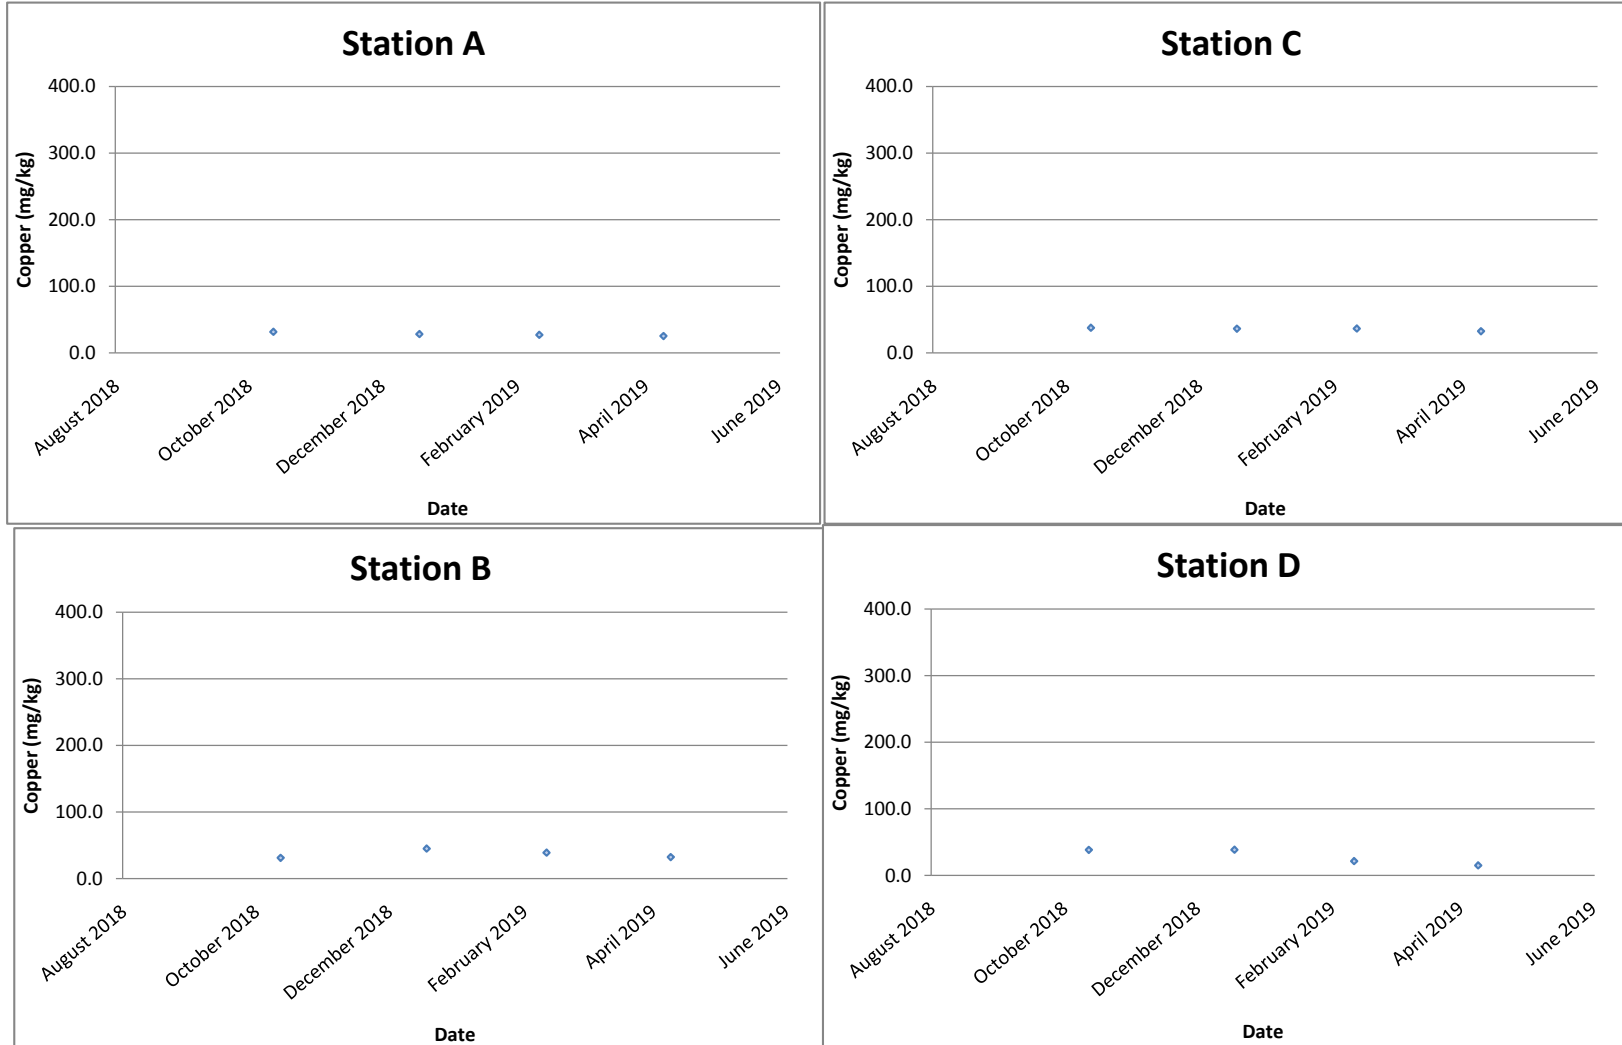 Station A
400.0
300.0
200.0
100.0
0.0
Copper (mg/kg)
August 2018
October 2018
December 2018
February 2019
April 2019
June 2019
Date
Station C
400.0
300.0
200.0
100.0
0.0
Copper (mg/kg)
August 2018
October 2018
December 2018
February 2019
April 2019
June 2019
Date
Station B
400.0
300.0
200.0
100.0
0.0
Copper (mg/kg)
August 2018
October 2018
December 2018
February 2019
April 2019
June 2019
Date
Station D
400.0
300.0
200.0
100.0
0.0
Copper (mg/kg)
August 2018
October 2018
December 2018
February 2019
April 2019
June 2019
Date